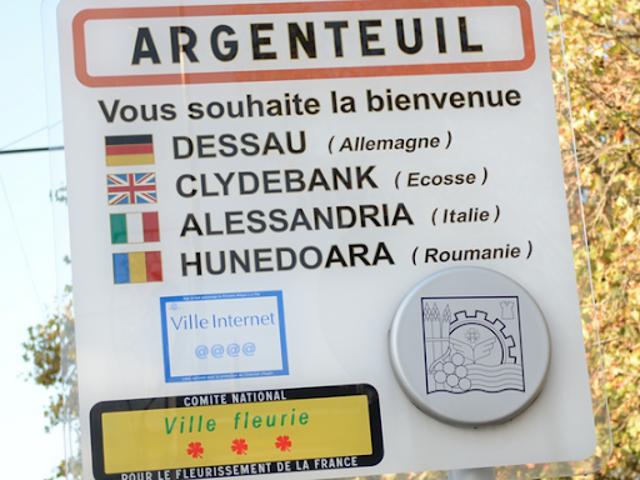 ARGENTEUIL
Vous souhaite la bienvenue
DESSAU (Allemagne)
CLYDEBANK (Ecosse)
ALESSANDRIA (Italie)
HUNEDOARA (Roumanie)
Ville Internet
@@@@
COMITE NATIONAL
Ville fleurie
POUR LE FLEURISSEMENT DE LA FRANCE